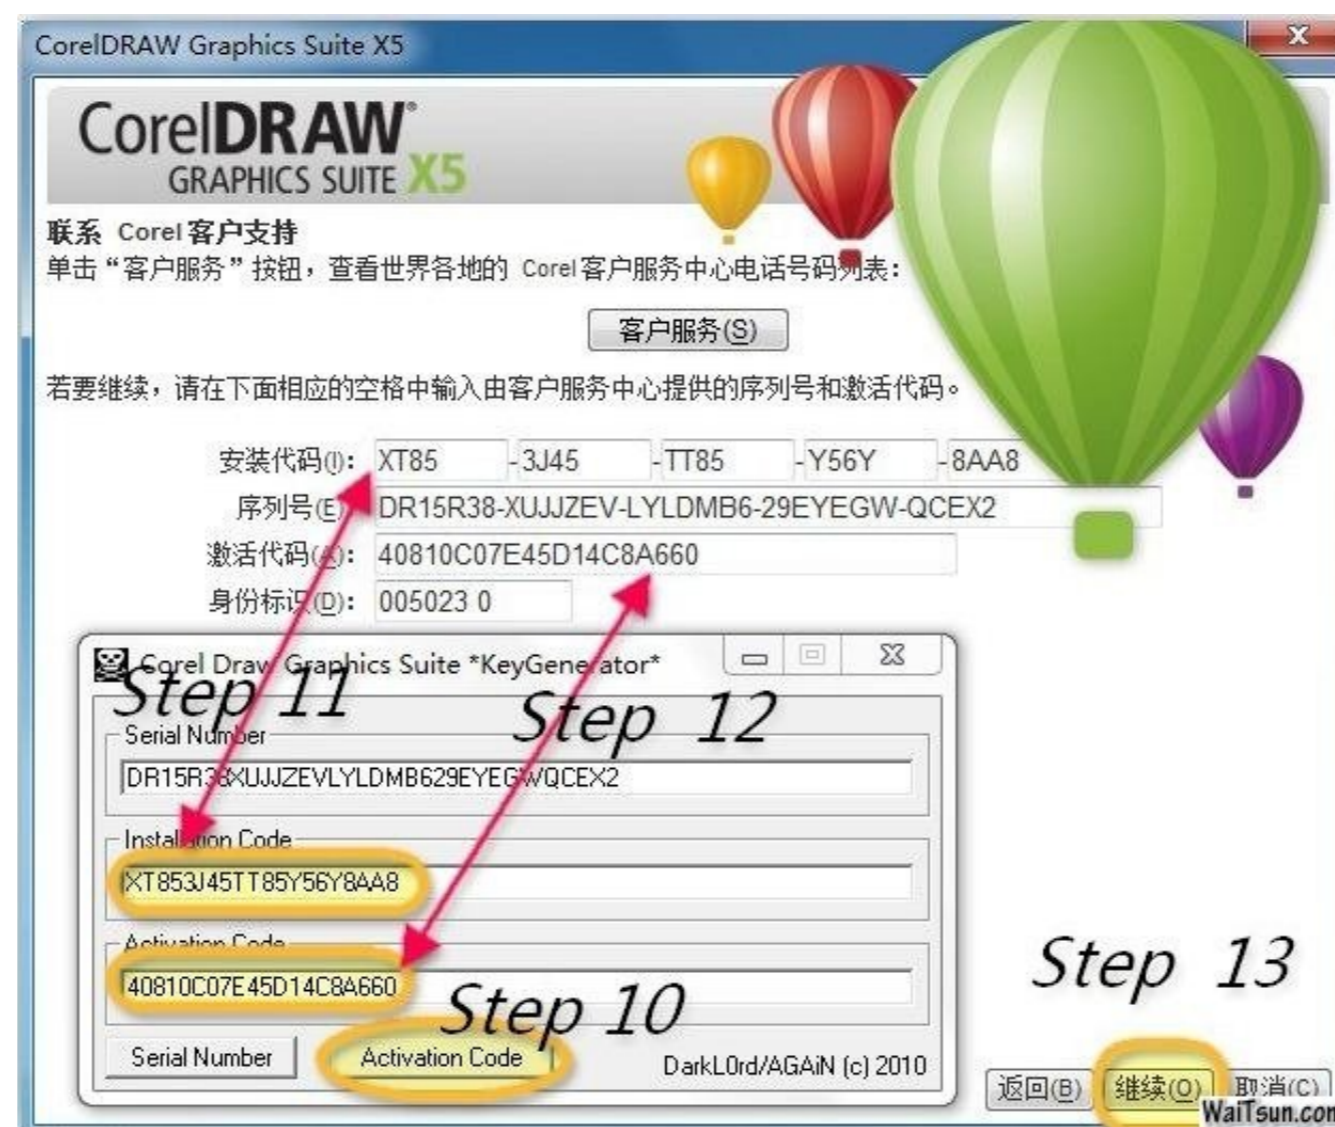 CorelDRAW Graphics Suite X5
CorelDRAW®
GRAPHICS SUITE X5
联系 Corel 客户支持
单击“客户服务”按钮，查看世界各地的 Corel 客户服务中心电话号码列表：
客户服务(S)
若要继续，请在下面相应的空格中输入由客户服务中心提供的序列号和激活代码。
安装代码(I): XT85 -3J45 -TT85 -Y56Y -8AA8
序列号(E) DR15R38-XUJJZEV-LYLDMB6-29EYEGW-QCEX2
激活代码(A): 40810C07E45D14C8A660
身份标识(D): 005023 0
Corel Draw Graphics Suite *KeyGenerator*
Step 11
Step 12
Serial Number
DR15R38XUJJZEVLYLDMB629EYEGWQCEX2
Installation Code
XT853J45TT85Y56Y8AA8
Activation Code
40810C07E45D14C8A660
Step 10
Step 13
Serial Number
Activation Code
DarkL0rd/AGAiN (c) 2010
返回(B)
继续(O)
取消(C)
WaiTsun.com